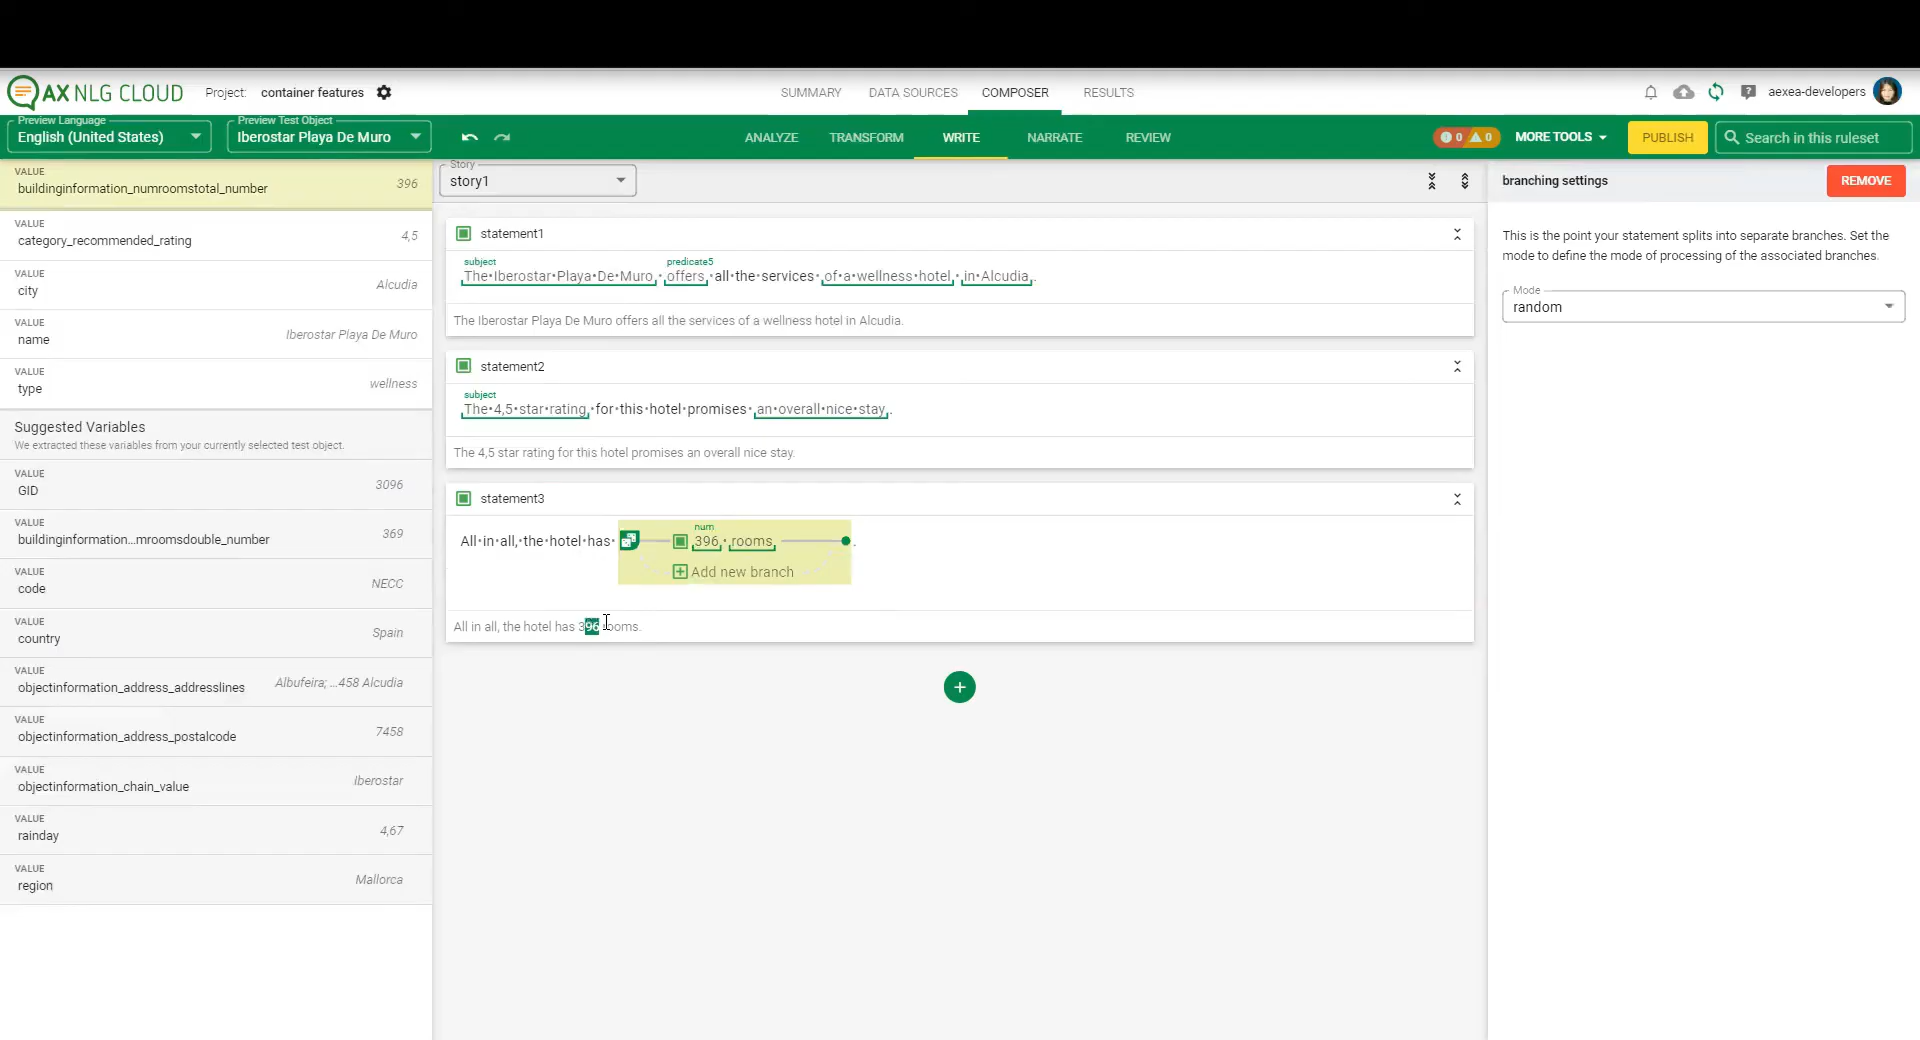 AX NLG CLOUD
Project: container features
SUMMARY DATA SOURCES COMPOSER RESULTS
aexea-developers
Preview Language
English (United States)
Preview Test Object
Iberostar Playa De Muro
ANALYZE TRANSFORM WRITE NARRATE REVIEW
0 0
MORE TOOLS
PUBLISH
Search in this ruleset
VALUE
buildinginformation_numroomstotal_number 396
VALUE
category_recommended_rating 4,5
VALUE
city Alcudia
VALUE
name Iberostar Playa De Muro
VALUE
type wellness
Suggested Variables
We extracted these variables from your currently selected test object.
VALUE
GID 3096
VALUE
buildinginformation...mroomsdouble_number 369
VALUE
code NECC
VALUE
country Spain
VALUE
objectinformation_address_addresslines Albufeira; ...458 Alcudia
VALUE
objectinformation_address_postalcode 7458
VALUE
objectinformation_chain_value Iberostar
VALUE
rainday 4,67
VALUE
region Mallorca
Story
story1
statement1
subject predicate5
The•Iberostar•Playa•De•Muro,•offers,•all•the•services•of•a•wellness•hotel,•in•Alcudia.
The Iberostar Playa De Muro offers all the services of a wellness hotel in Alcudia.
statement2
subject
The•4,5•star•rating,•for•this•hotel•promises•an•overall•nice•stay.
The 4,5 star rating for this hotel promises an overall nice stay.
statement3
num
All•in•all,•the•hotel•has• 396,•rooms, .
Add new branch
All in all, the hotel has 396 rooms.
branching settings
REMOVE
This is the point your statement splits into separate branches. Set the
mode to define the mode of processing of the associated branches.
Mode
random